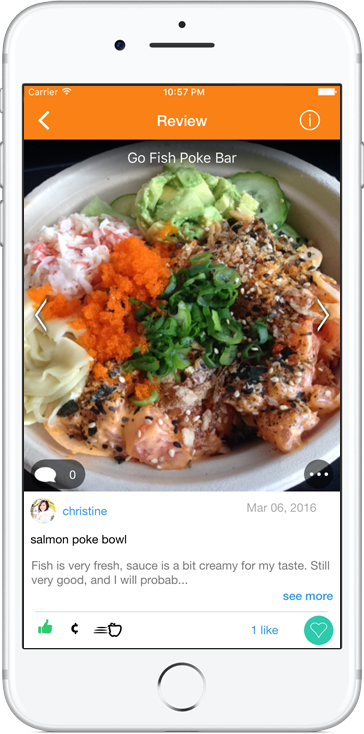 Carrier 10:57 PM
Review
Go Fish Poke Bar
0
christine Mar 06, 2016
salmon poke bowl
Fish is very fresh, sauce is a bit creamy for my taste. Still
very good, and I will probab...
see more
¢ 1 like